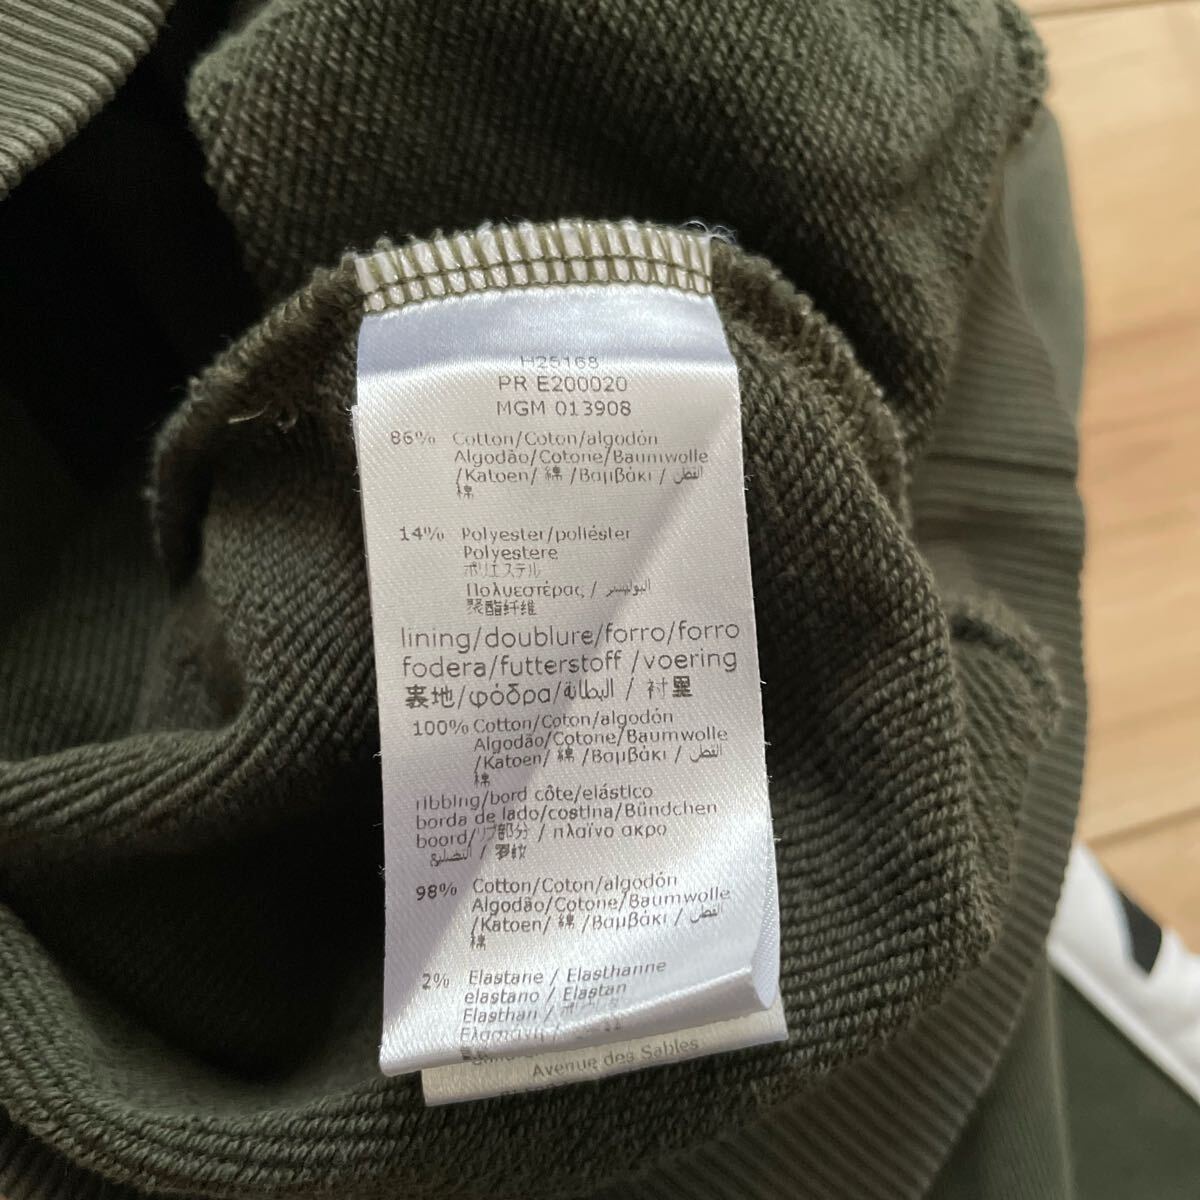 H25168
PR E200020
MGM 013908
86% Cotton/Coton/algodón
Algodão/Cotone/Baumwolle
/Katoen/ 綿 /Βαμβάκι / القطن
棉
14% Polyester/poliéster
Polyestere
ポリエステル
Πολυεστέρας / البوليستر
聚酯纤维
lining/doublure/forro/forro
fodera/futterstoff /voering
裏地/φόδρα/البطانة / 衬里
100% Cotton/Coton/algodón
Algodão/Cotone/Baumwolle
/Katoen/ 綿 /Βαμβάκι / القطن
棉
ribbing/bord côte/elástico
borda de lado/costina/Bündchen
boord/リブ部分 / πλαϊνο ακρο
/ 罗纹
98% Cotton/Coton/algodón
Algodão/Cotone/Baumwolle
/Katoen/ 綿 /Βαμβάκι / القطن
棉
2% Elastane / Elasthanne
elastano / Elastan
Elasthan /
Avenue des Sables